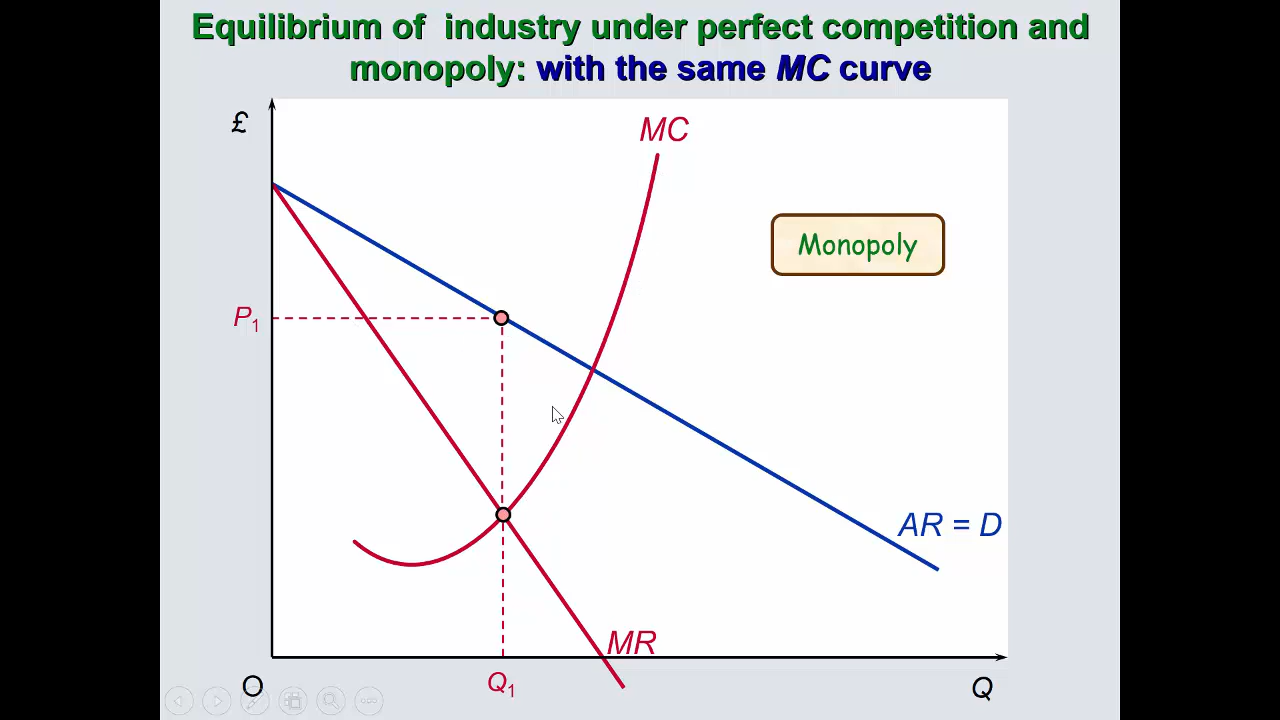 Equilibrium of industry under perfect competition and
monopoly: with the same MC curve
£
MC
Monopoly
P1
AR = D
MR
O
Q1
Q